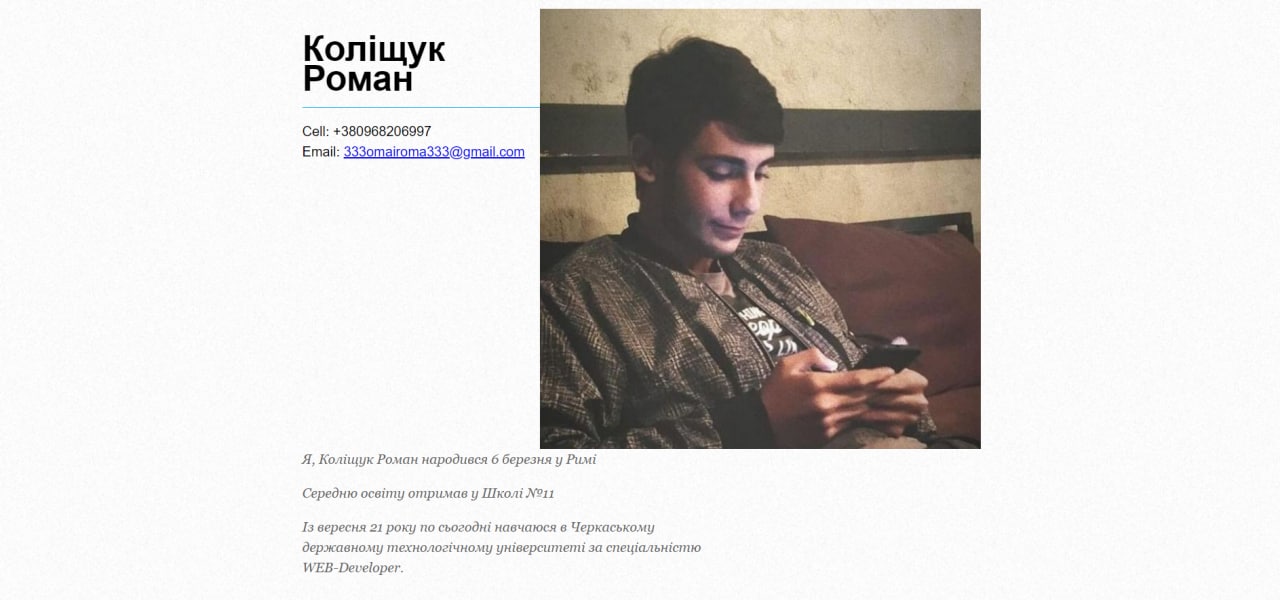 Коліщук
Роман
Cell: +380968206997
Email: 333omairoma333@gmail.com
Я, Коліщук Роман народився 6 березня у Римі
Середню освіту отримав у Школі №11
Із вересня 21 року по сьогодні навчаюся в Черкаському
державному технологічному університеті за спеціальністю
WEB-Developer.